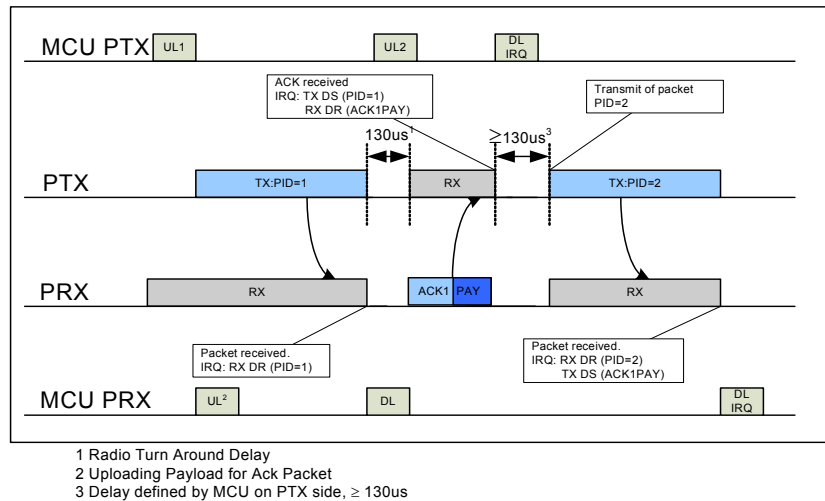 MCU PTX
UL1
UL2
DL
IRQ
ACK received
IRQ: TX DS (PID=1)
RX DR (ACK1PAY)
Transmit of packet
PID=2
130us1
≥130us3
PTX
TX:PID=1
RX
TX:PID=2
PRX
RX
ACK1
PAY
RX
Packet received.
IRQ: RX DR (PID=1)
Packet received.
IRQ: RX DR (PID=2)
TX DS (ACK1PAY)
MCU PRX
UL2
DL
DL
IRQ
1 Radio Turn Around Delay
2 Uploading Payload for Ack Packet
3 Delay defined by MCU on PTX side, ≥ 130us